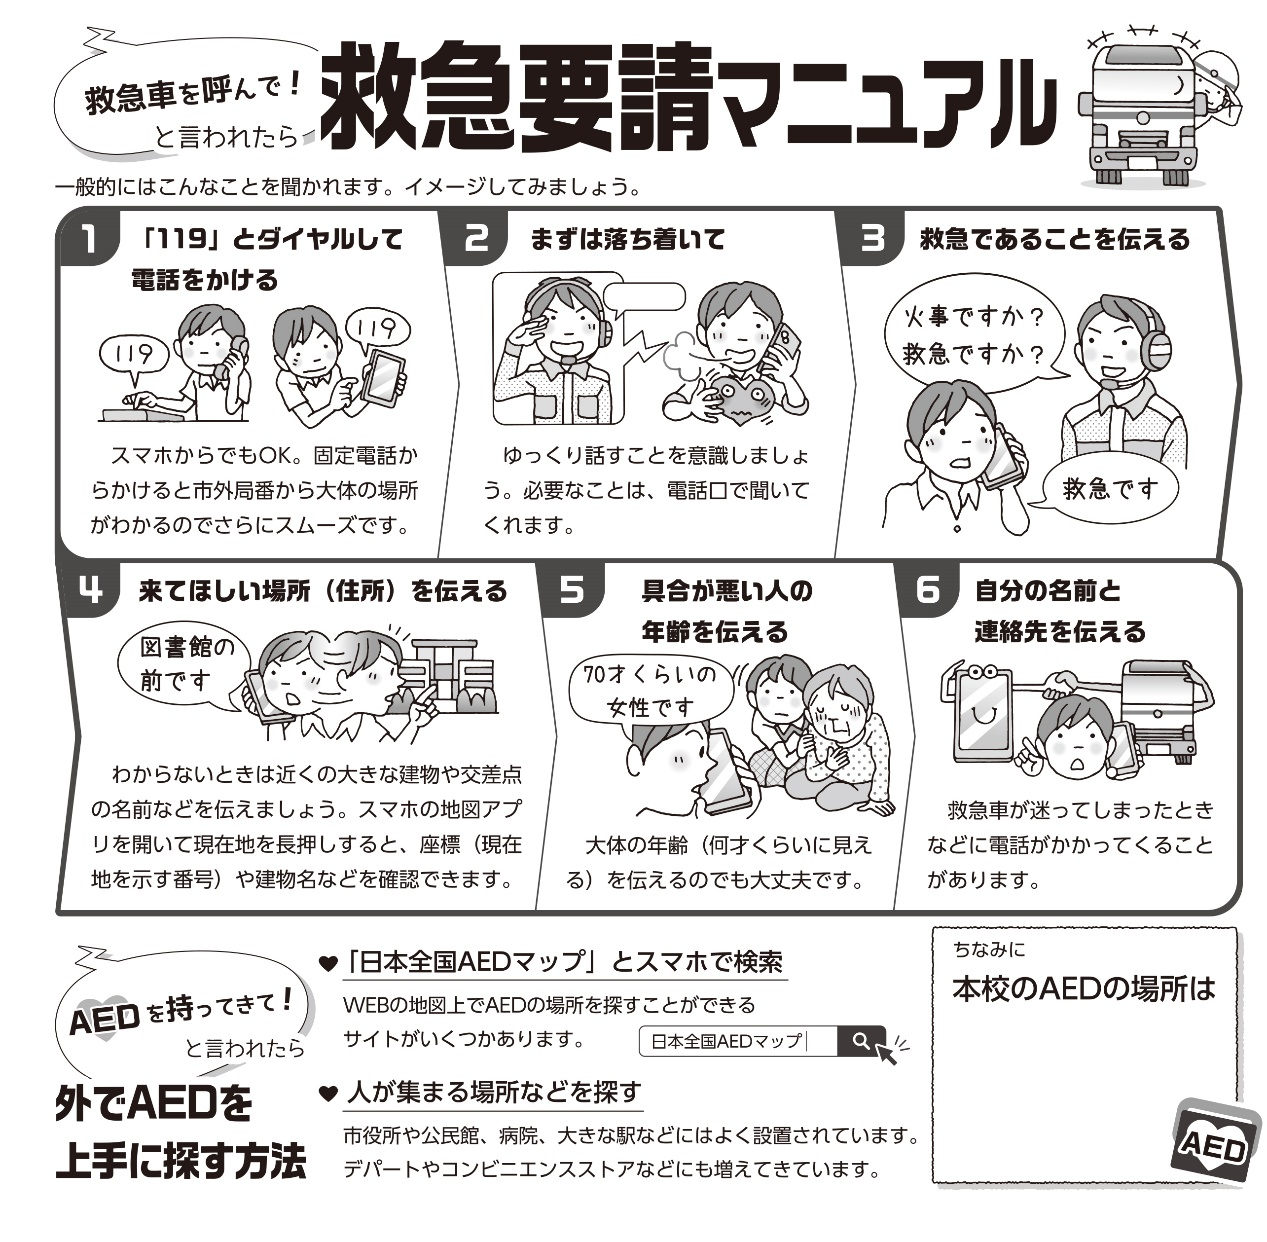 救急車を呼んで！
と言われたら
救急要請マニュアル
一般的にはこんなことを聞かれます。イメージしてみましょう。
1
「119」とダイヤルして
電話をかける
119
119
スマホからでもOK。固定電話か
らかけると市外局番から大体の場所
がわかるのでさらにスムーズです。
2
まずは落ち着いて
ゆっくり話すことを意識しましょ
う。必要なことは、電話口で聞いて
くれます。
3
救急であることを伝える
火事ですか？
救急ですか？
救急です
4
来てほしい場所（住所）を伝える
図書館の
前です
わからないときは近くの大きな建物や交差点
の名前などを伝えましょう。スマホの地図アプ
リを開いて現在地を長押しすると、座標（現在
地を示す番号）や建物名などを確認できます。
5
具合が悪い人の
年齢を伝える
70才くらいの
女性です
大体の年齢（何才くらいに見え
る）を伝えるのでも大丈夫です。
6
自分の名前と
連絡先を伝える
救急車が迷ってしまったとき
などに電話がかかってくること
があります。
AEDを持ってきて！
と言われたら
外でAEDを
上手に探す方法
「日本全国AEDマップ」とスマホで検索
WEBの地図上でAEDの場所を探すことができる
サイトがいくつかあります。
日本全国AEDマップ
人が集まる場所などを探す
市役所や公民館、病院、大きな駅などにはよく設置されています。
デパートやコンビニエンスストアなどにも増えてきています。
ちなみに
本校のAEDの場所は
AED